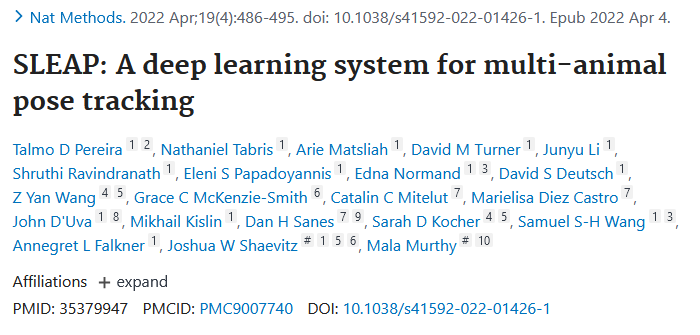 > Nat Methods. 2022 Apr;19(4):486-495. doi: 10.1038/s41592-022-01426-1. Epub 2022 Apr 4.
SLEAP: A deep learning system for multi-animal
pose tracking
Talmo D Pereira 1 2, Nathaniel Tabris 1, Arie Matsliah 1, David M Turner 1, Junyu Li 1,
Shruthi Ravindranath 1, Eleni S Papadoyannis 1, Edna Normand 1 3, David S Deutsch 1,
Z Yan Wang 4 5, Grace C McKenzie-Smith 6, Catalin C Mitelut 7, Marielisa Diez Castro 7,
John D'Uva 1 8, Mikhail Kislin 1, Dan H Sanes 7 9, Sarah D Kocher 4 5, Samuel S-H Wang 1 3,
Annegret L Falkner 1, Joshua W Shaevitz # 1 5 6, Mala Murthy # 10
Affiliations + expand
PMID: 35379947 PMCID: PMC9007740 DOI: 10.1038/s41592-022-01426-1